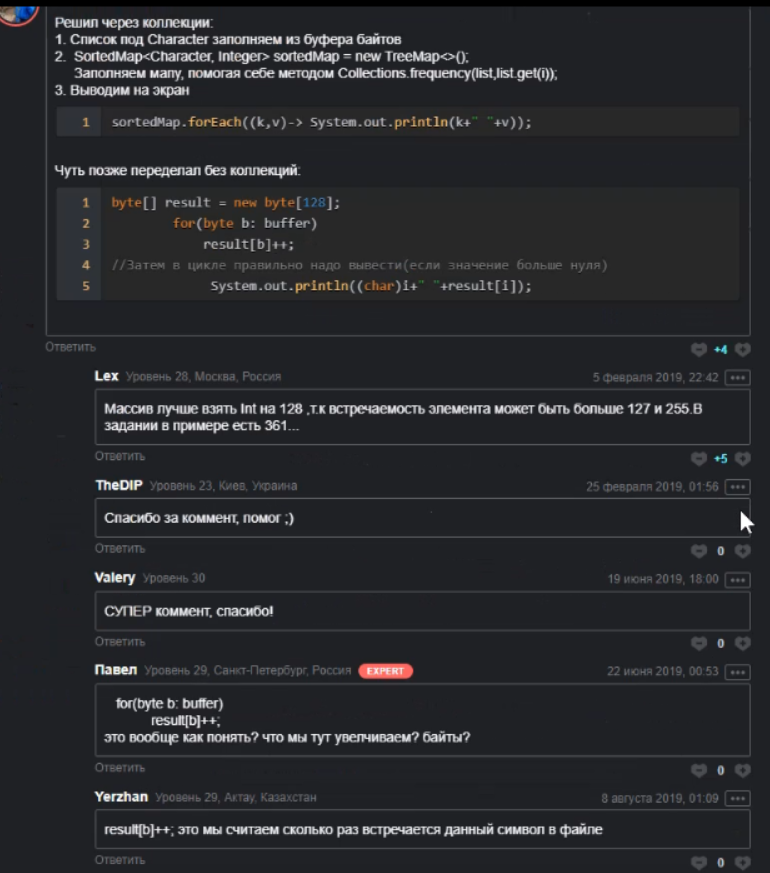 Решил через коллекции:
1. Список под Character заполняем из буфера байтов
2. SortedMap<Character, Integer> sortedMap = new TreeMap<>();
Заполняем мапу, помогая себе методом Collections.frequency(list,list.get(i));
3. Выводим на экран
1 sortedMap.forEach((k,v)-> System.out.println(k+" "+v));
Чуть позже переделал без коллекций:
1 byte[] result = new byte[128];
2 for(byte b: buffer)
3 result[b]++;
4 //Затем в цикле правильно надо вывести(если значение больше нуля)
5 System.out.println((char)i+" "+result[i]);
Ответить +4
Lex Уровень 28, Москва, Россия 5 февраля 2019, 22:42
Массив лучше взять Int на 128 ,т.к встречаемость элемента может быть больше 127 и 255.В
задании в примере есть 361...
Ответить +5
TheDIP Уровень 23, Киев, Украина 25 февраля 2019, 01:56
Спасибо за коммент, помог ;)
Ответить 0
Valery Уровень 30 19 июня 2019, 18:00
СУПЕР коммент, спасибо!
Ответить 0
Павел Уровень 29, Санкт-Петербург, Россия EXPERT 22 июня 2019, 00:53
for(byte b: buffer)
result[b]++;
это вообще как понять? что мы тут увелчиваем? байты?
Ответить 0
Yerzhan Уровень 29, Актау, Казахстан 8 августа 2019, 01:09
result[b]++; это мы считаем сколько раз встречается данный символ в файле
Ответить 0